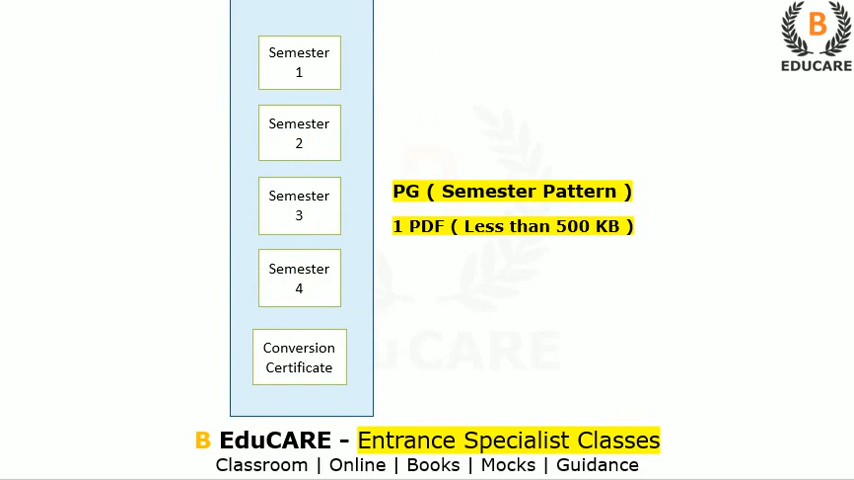 B
EDUCARE
Semester
1
Semester
2
Semester
3
Semester
4
Conversion
Certificate
PG ( Semester Pattern )
1 PDF ( Less than 500 KB )
B EduCARE – Entrance Specialist Classes
Classroom | Online | Books | Mocks | Guidance